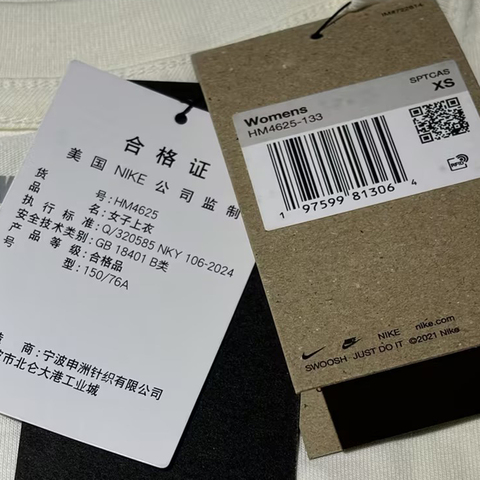 合格证
美国 NIKE 公司监制
货 号: HM4625
品 名: 女子上衣
执行标准: Q/320585 NKY 106-2024
安全技术类别: GB 18401 B类
产品等级: 合格品
号 型: 150/76A
商: 宁波申洲针织有限公司
市北仑大港工业城
SPTCAS
XS
Womens
HM4625-133
1 97599 81306 4
RFID
NIKE nike.com
SWOOSH JUST DO IT ©2021 Nike